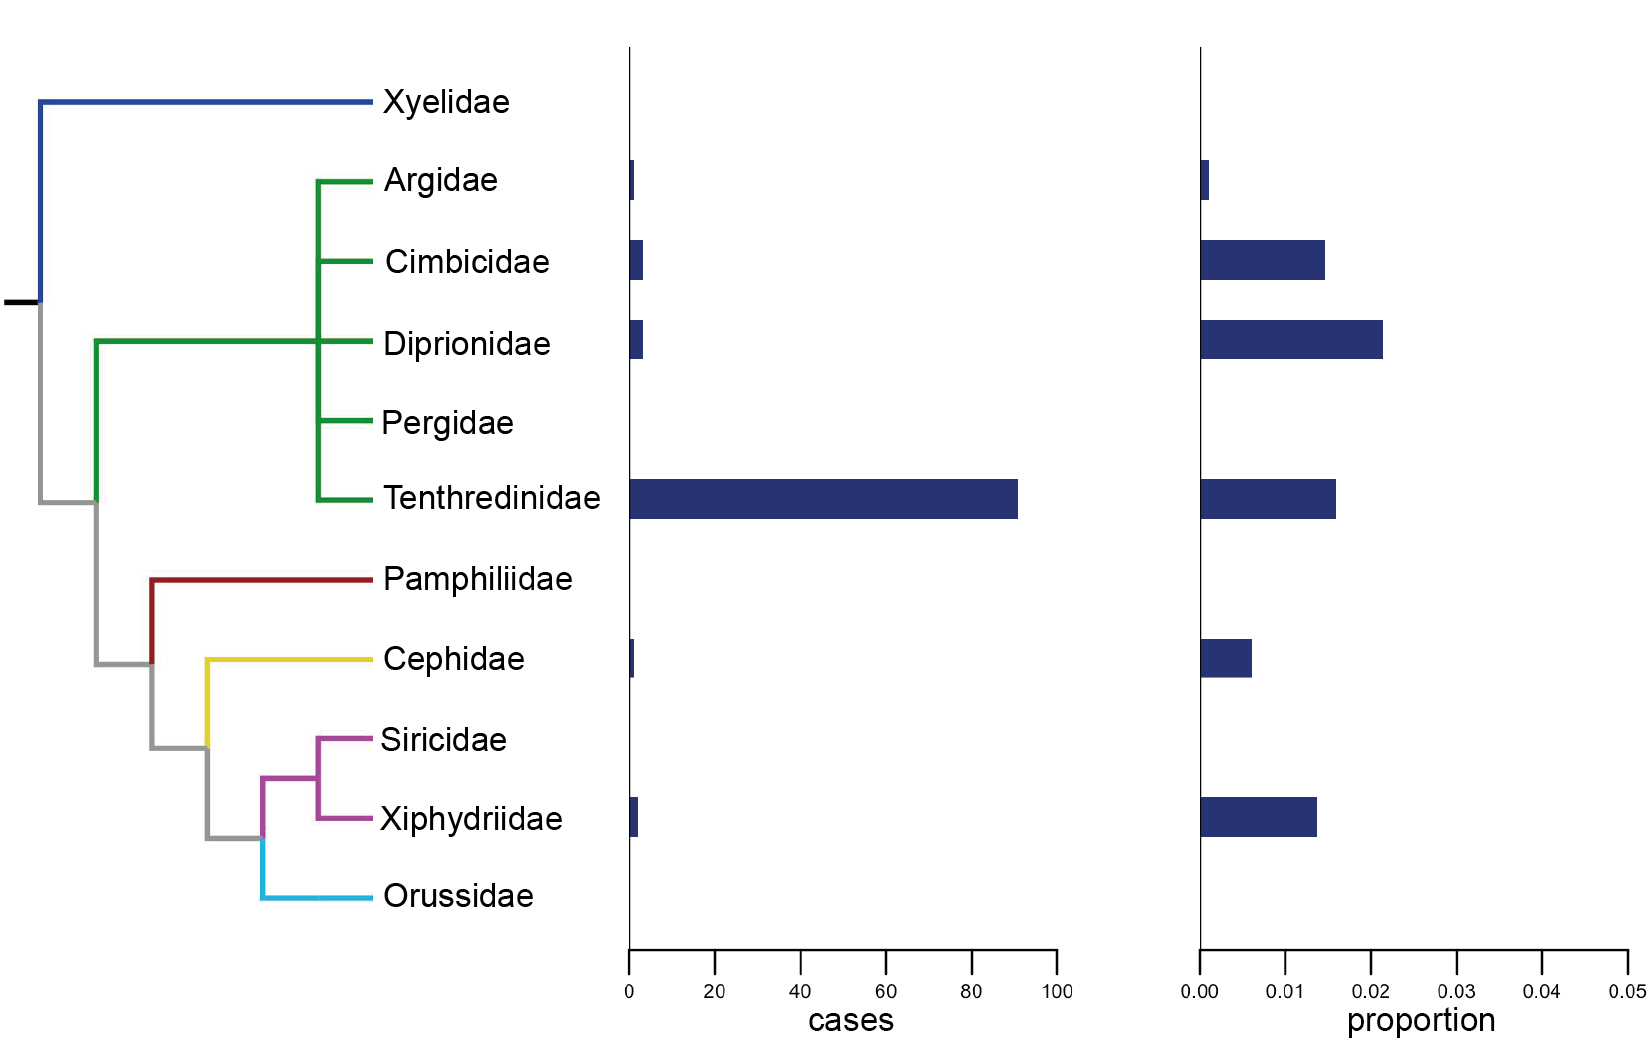 Xyelidae
Argidae
Cimbicidae
Diprionidae
Pergidae
Tenthredinidae
Pamphiliidae
Cephidae
Siricidae
Xiphydriidae
Orussidae
0 20 40 60 80 100
cases
0.00 0.01 0.02 0.03 0.04 0.05
proportion